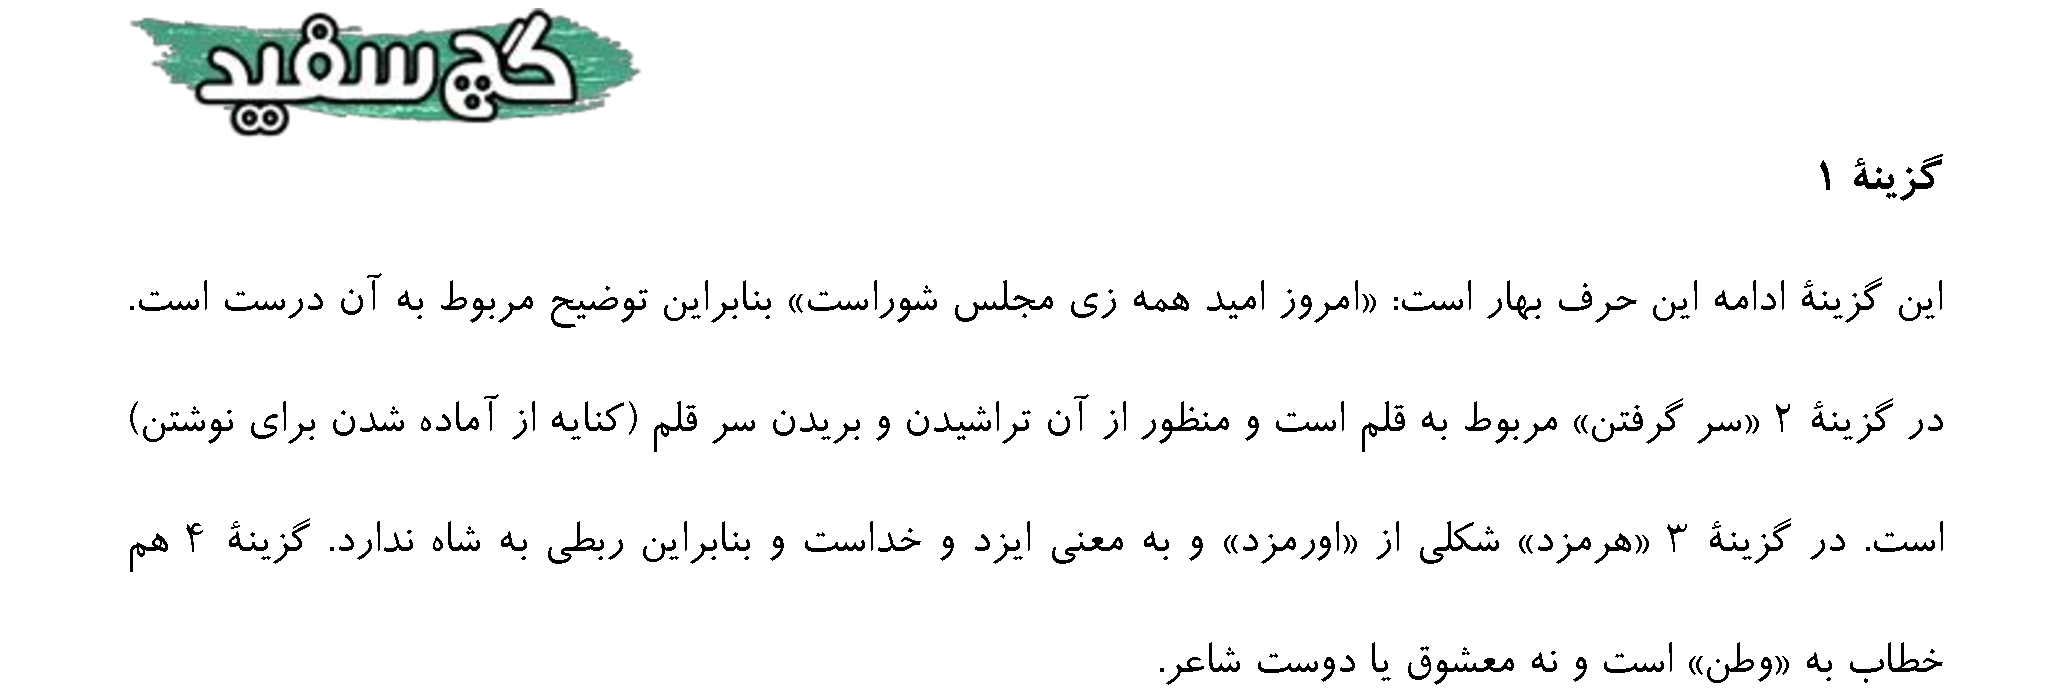 گچ سفید
گزینهٔ ۱
این گزینهٔ ادامه این حرف بهار است: «امروز امید همه زی مجلس شوراست» بنابراین توضیح مربوط به آن درست است.
در گزینهٔ ۲ «سر گرفتن» مربوط به قلم است و منظور از آن تراشیدن و بریدن سر قلم (کنایه از آماده شدن برای نوشتن)
است. در گزینهٔ ۳ «هرمزد» شکلی از «اورمزد» و به معنی ایزد و خداست و بنابراین ربطی به شاه ندارد. گزینهٔ ۴ هم
خطاب به «وطن» است و نه معشوق یا دوست شاعر.